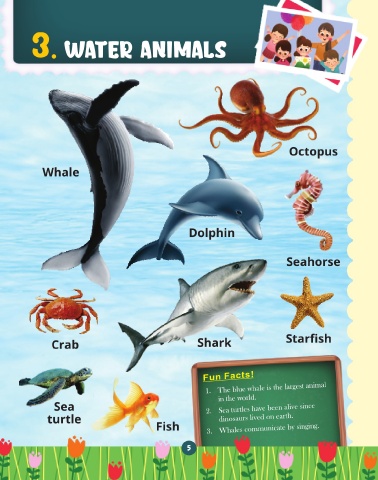 3. WATER ANIMALS
Octopus
Whale
Dolphin
Seahorse
Crab
Shark
Starfish
Fun Facts!
1. The blue whale is the largest animal
in the world.
2. Sea turtles have been alive since
dinosaurs lived on earth.
3. Whales communicate by singing.
Sea
turtle
Fish
5